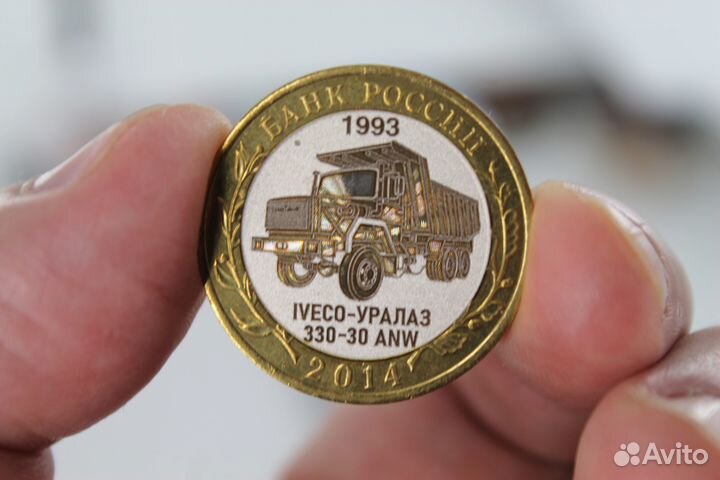 БАНК РОССИИ
1993
IVECO-УРАЛАЗ
330-30 ANW
2014
Avito